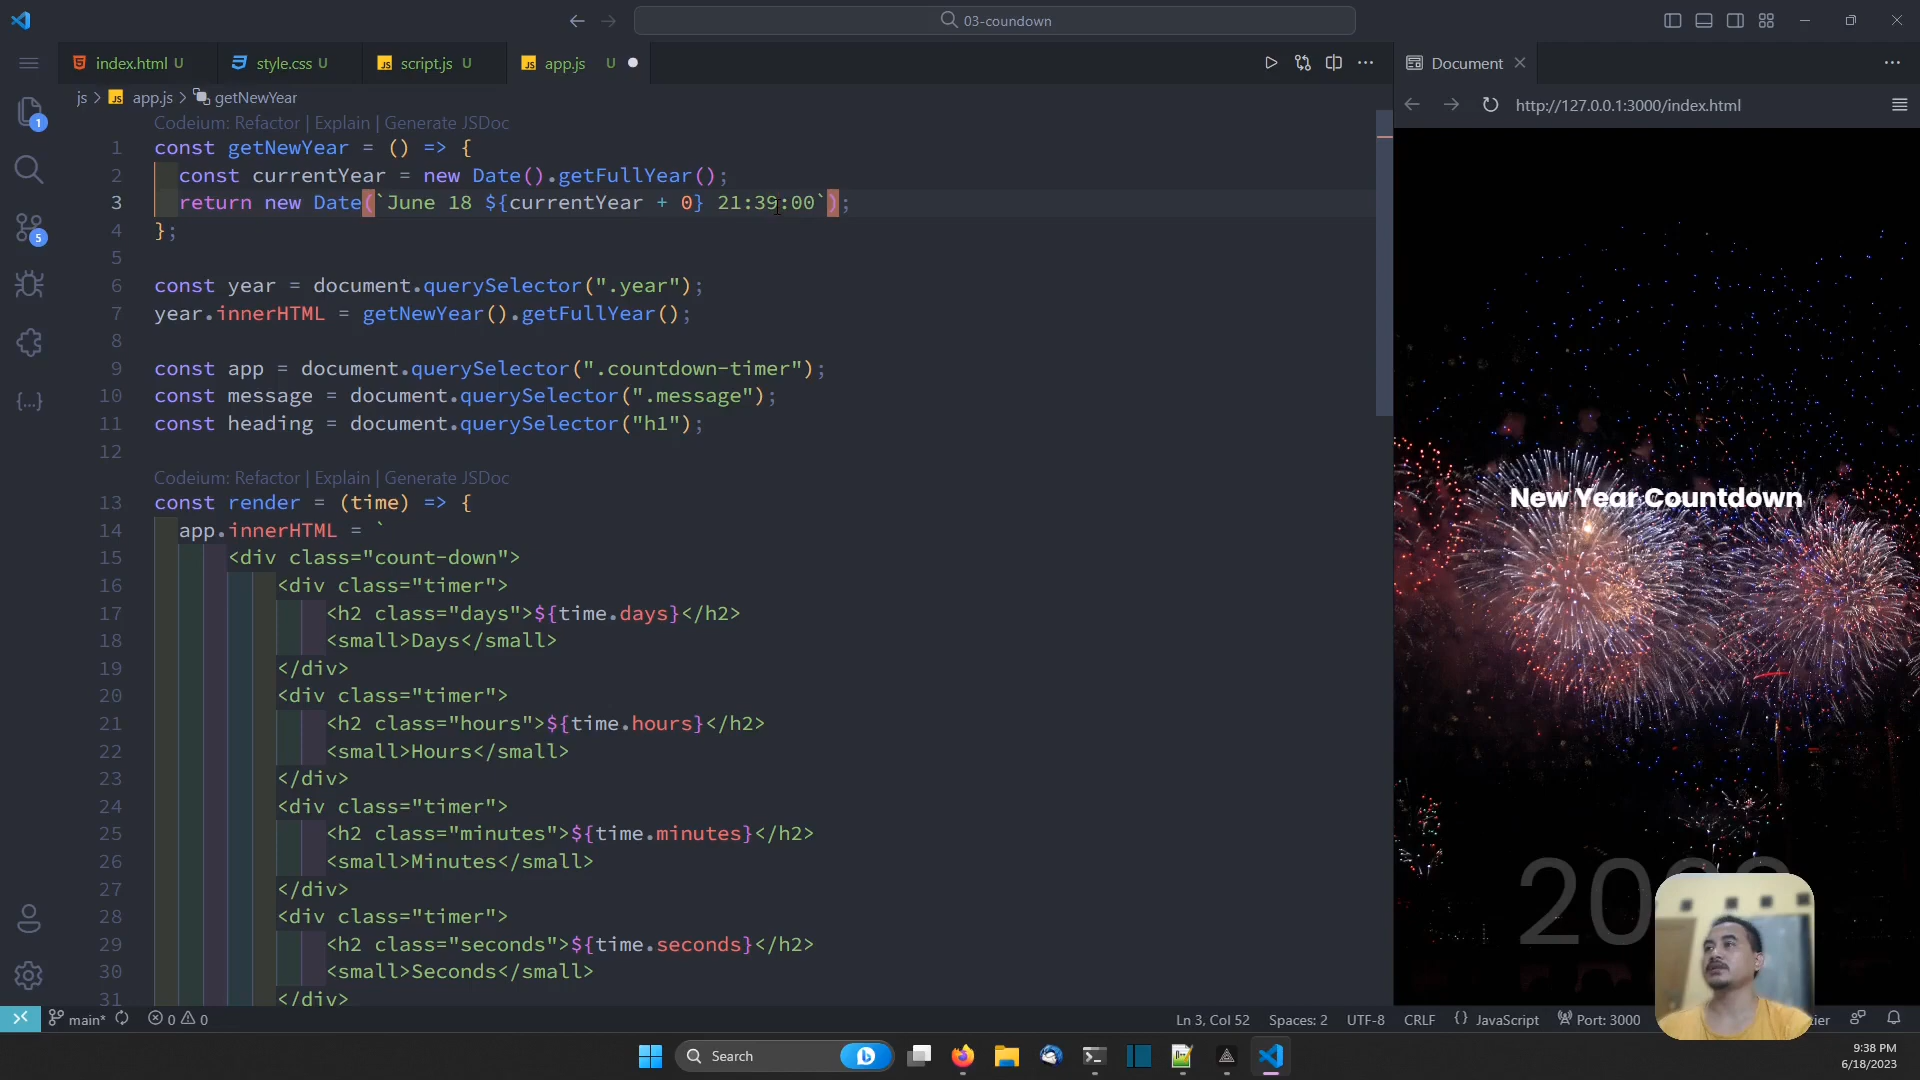 03-coundown
index.html U
style.css U
script.js U
app.js U
Document
js > app.js > getNewYear
http://127.0.0.1:3000/index.html
Codeium: Refactor | Explain | Generate JSDoc
1 const getNewYear = () => {
2 const currentYear = new Date().getFullYear();
3 return new Date(`June 18 ${currentYear + 0} 21:39:00`);
4 };
5
6 const year = document.querySelector(".year");
7 year.innerHTML = getNewYear().getFullYear();
8
9 const app = document.querySelector(".countdown-timer");
10 const message = document.querySelector(".message");
11 const heading = document.querySelector("h1");
12
Codeium: Refactor | Explain | Generate JSDoc
13 const render = (time) => {
14 app.innerHTML = `
15 <div class="count-down">
16 <div class="timer">
17 <h2 class="days">${time.days}</h2>
18 <small>Days</small>
19 </div>
20 <div class="timer">
21 <h2 class="hours">${time.hours}</h2>
22 <small>Hours</small>
23 </div>
24 <div class="timer">
25 <h2 class="minutes">${time.minutes}</h2>
26 <small>Minutes</small>
27 </div>
28 <div class="timer">
29 <h2 class="seconds">${time.seconds}</h2>
30 <small>Seconds</small>
31 </div>
New Year Countdown
1
5
{...}
main* 0 0
Ln 3, Col 52 Spaces: 2 UTF-8 CRLF {} JavaScript Port: 3000
Search
9:38 PM
6/18/2023